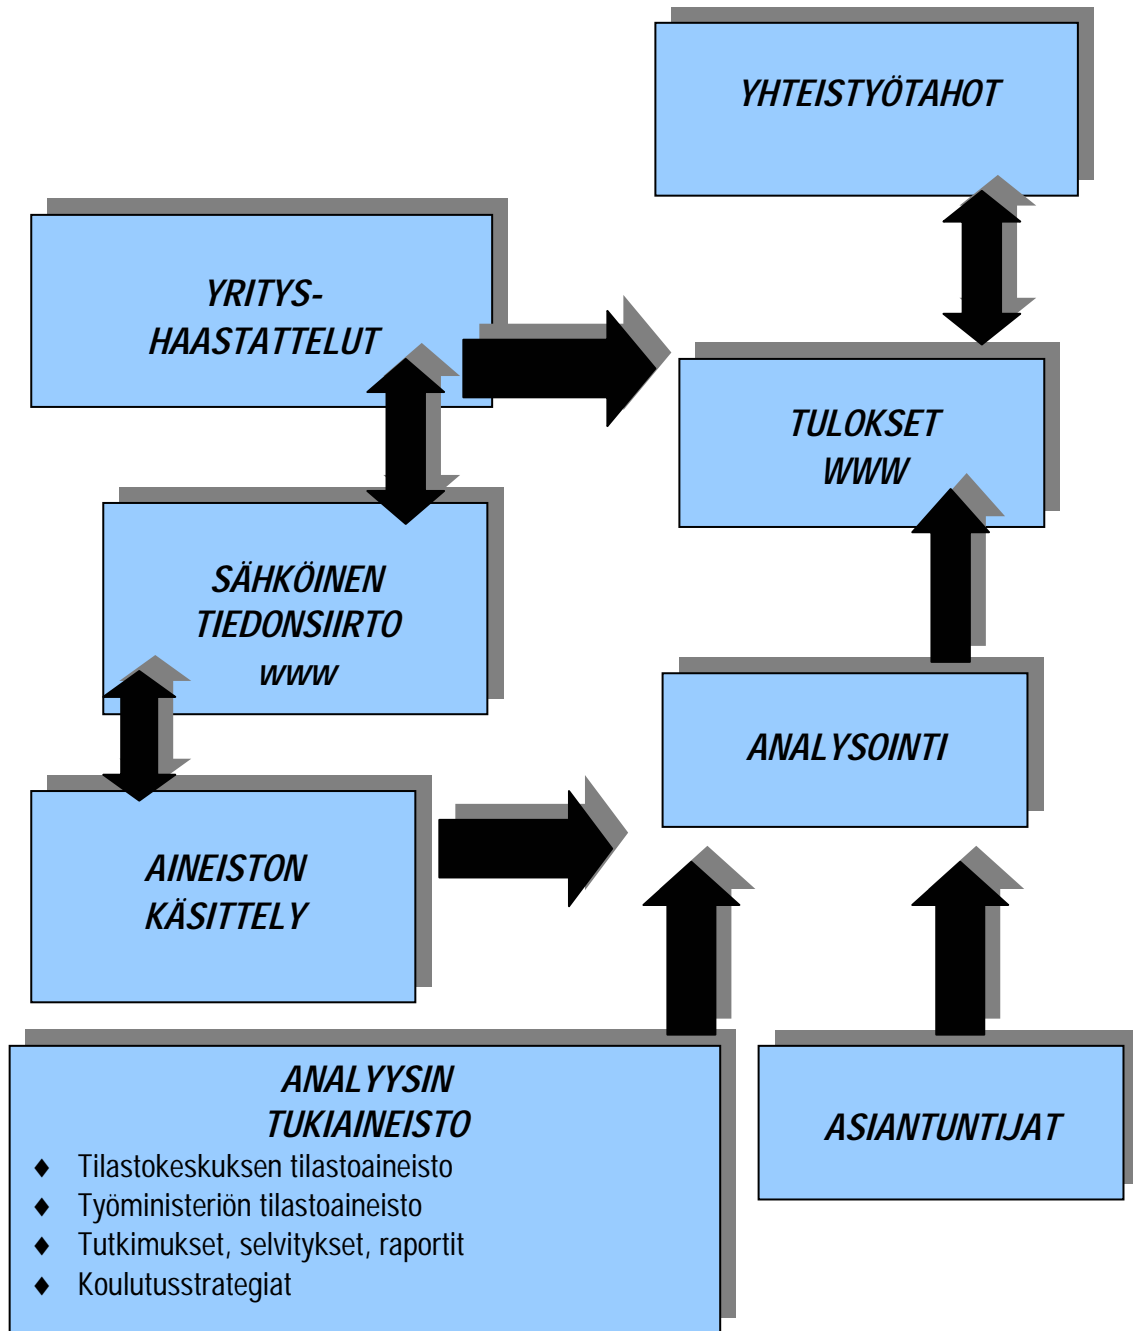 YHTEISTYÖTAHOT
YRITYS-
HAASTATTELUT
TULOKSET
WWW
SÄHKÖINEN
TIEDONSIIRTO
WWW
ANALYSOINTI
AINEISTON
KÄSITTELY
ANALYYSIN
TUKIAINEISTO
♦ Tilastokeskuksen tilastoaineisto
♦ Työministeriön tilastoaineisto
♦ Tutkimukset, selvitykset, raportit
♦ Koulutusstrategiat
ASIANTUNTIJAT